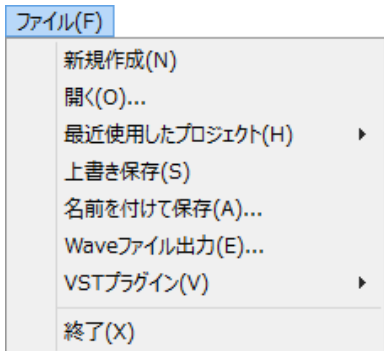 ファイル(F)
新規作成(N)
開く(O)...
最近使用したプロジェクト(H)
上書き保存(S)
名前を付けて保存(A)...
Waveファイル出力(E)...
VSTプラグイン(V)
終了(X)